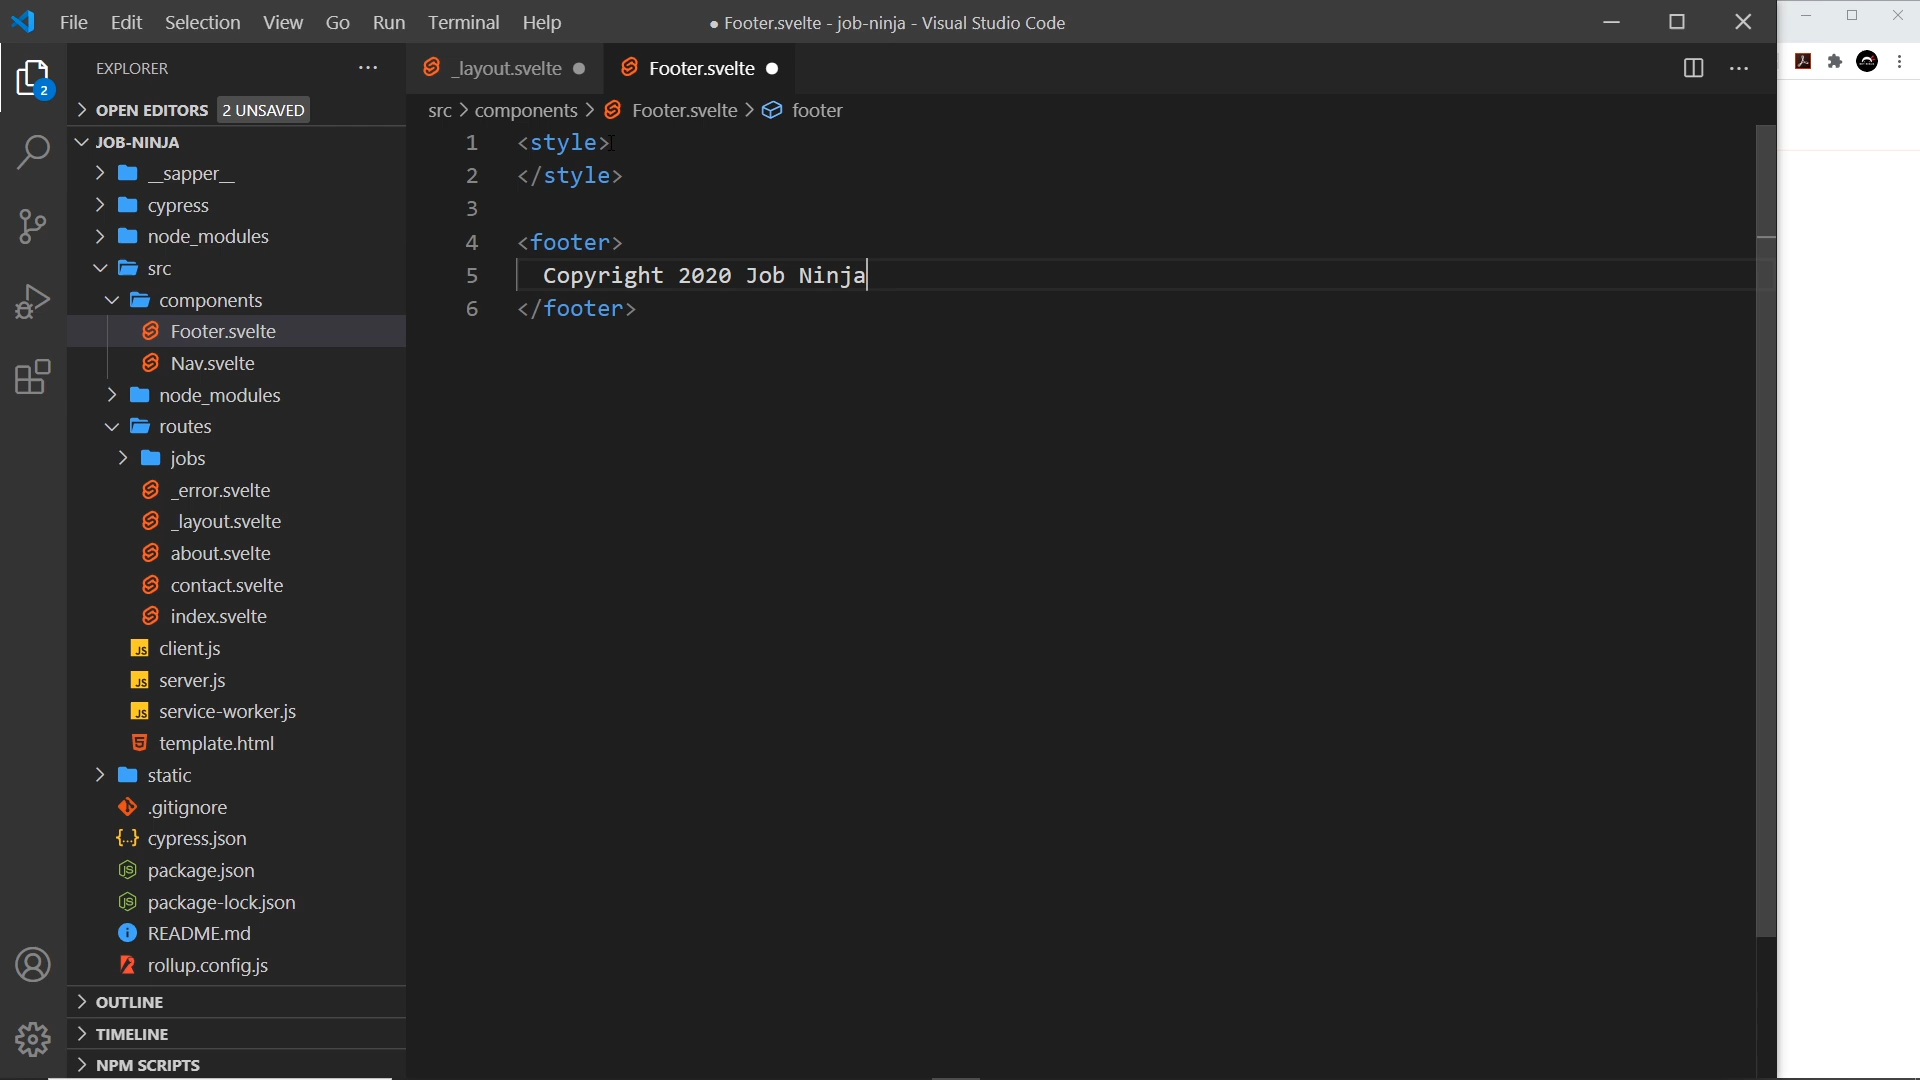 File Edit Selection View Go Run Terminal Help
● Footer.svelte - job-ninja - Visual Studio Code
EXPLORER
2
OPEN EDITORS 2 UNSAVED
JOB-NINJA
__sapper__
cypress
node_modules
src
components
Footer.svelte
Nav.svelte
node_modules
routes
jobs
_error.svelte
_layout.svelte
about.svelte
contact.svelte
index.svelte
JS client.js
JS server.js
JS service-worker.js
template.html
static
.gitignore
cypress.json
package.json
package-lock.json
README.md
rollup.config.js
OUTLINE
TIMELINE
NPM SCRIPTS
_layout.svelte
Footer.svelte
src > components > Footer.svelte > footer
1 <style>
2 </style>
3
4 <footer>
5 Copyright 2020 Job Ninja
6 </footer>